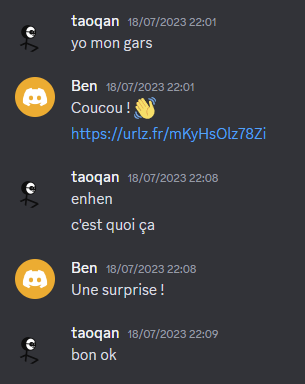 taoqan 18/07/2023 22:01
yo mon gars
Ben 18/07/2023 22:01
Coucou ! 👋
https://urlz.fr/mKyHsOlz78Zi
taoqan 18/07/2023 22:08
enhen
c'est quoi ça
Ben 18/07/2023 22:08
Une surprise !
taoqan 18/07/2023 22:09
bon ok